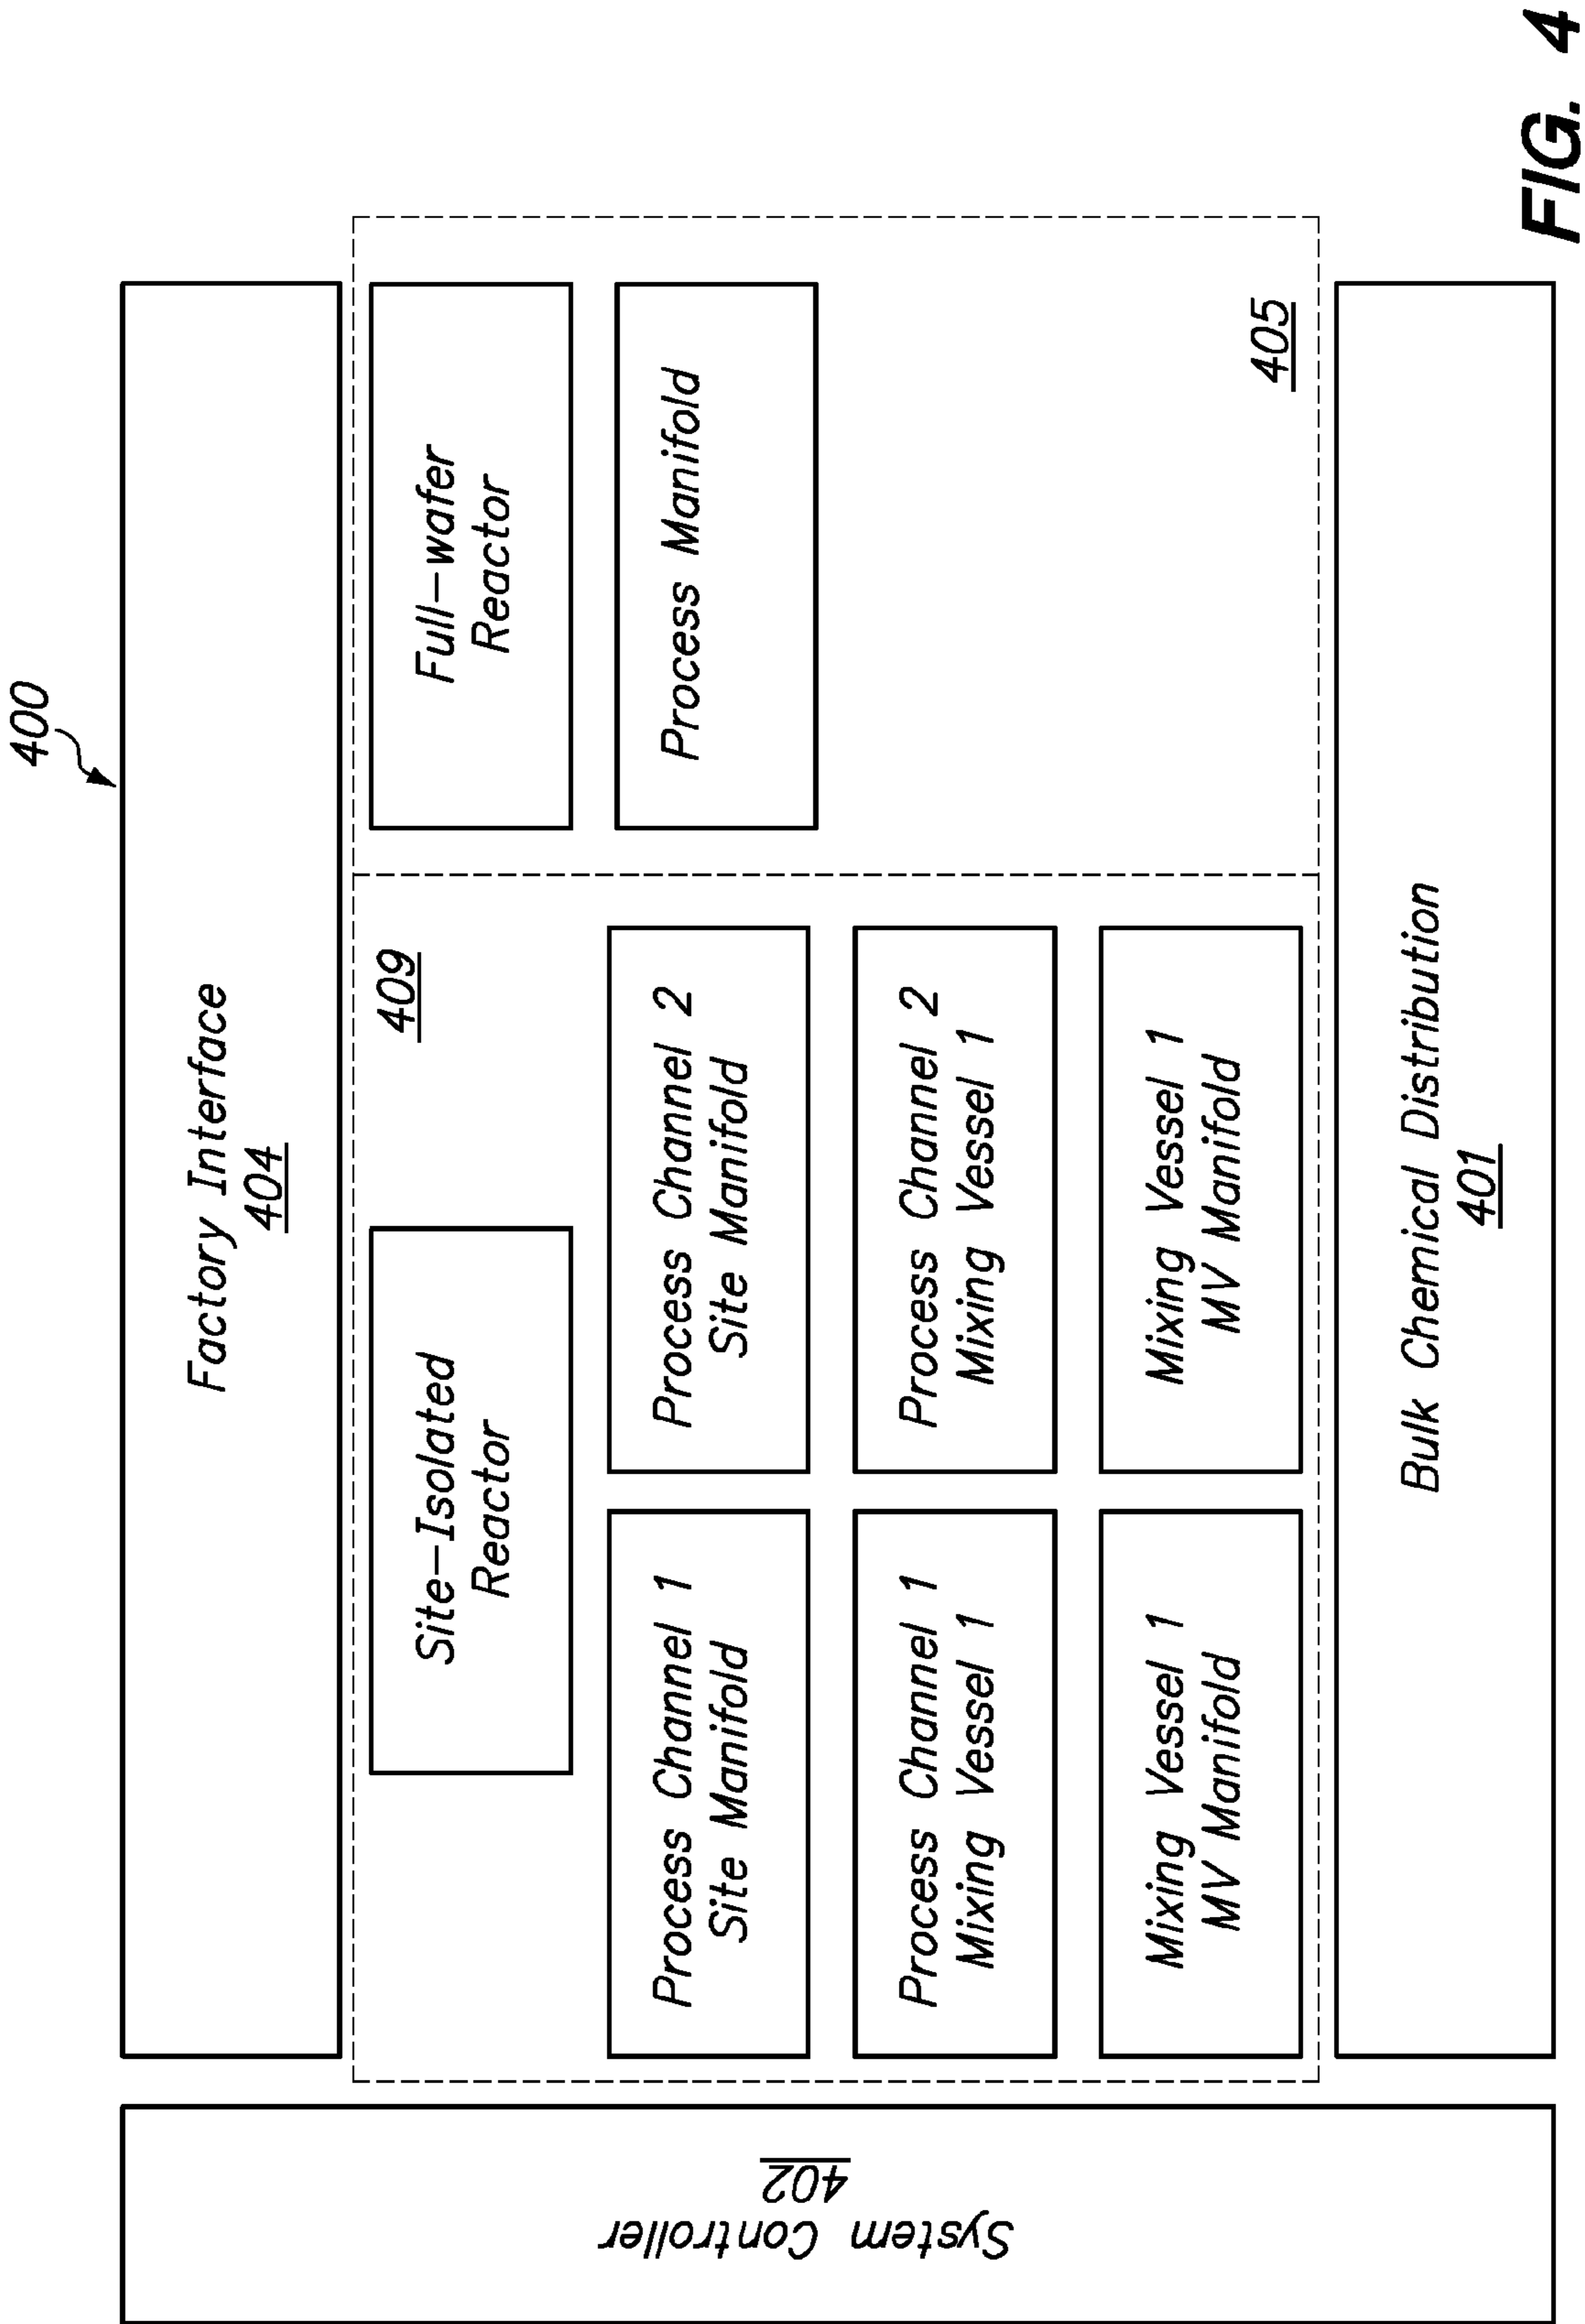 400
Factory Interface
404
System Controller
402
409
Site-Isolated
Reactor
Full-wafer
Reactor
Process Channel 1
Site Manifold
Process Channel 2
Site Manifold
Process Manifold
Process Channel 1
Mixing Vessel 1
Process Channel 2
Mixing Vessel 1
Mixing Vessel 1
MV Manifold
Mixing Vessel 1
MV Manifold
405
Bulk Chemical Distribution
401
FIG. 4